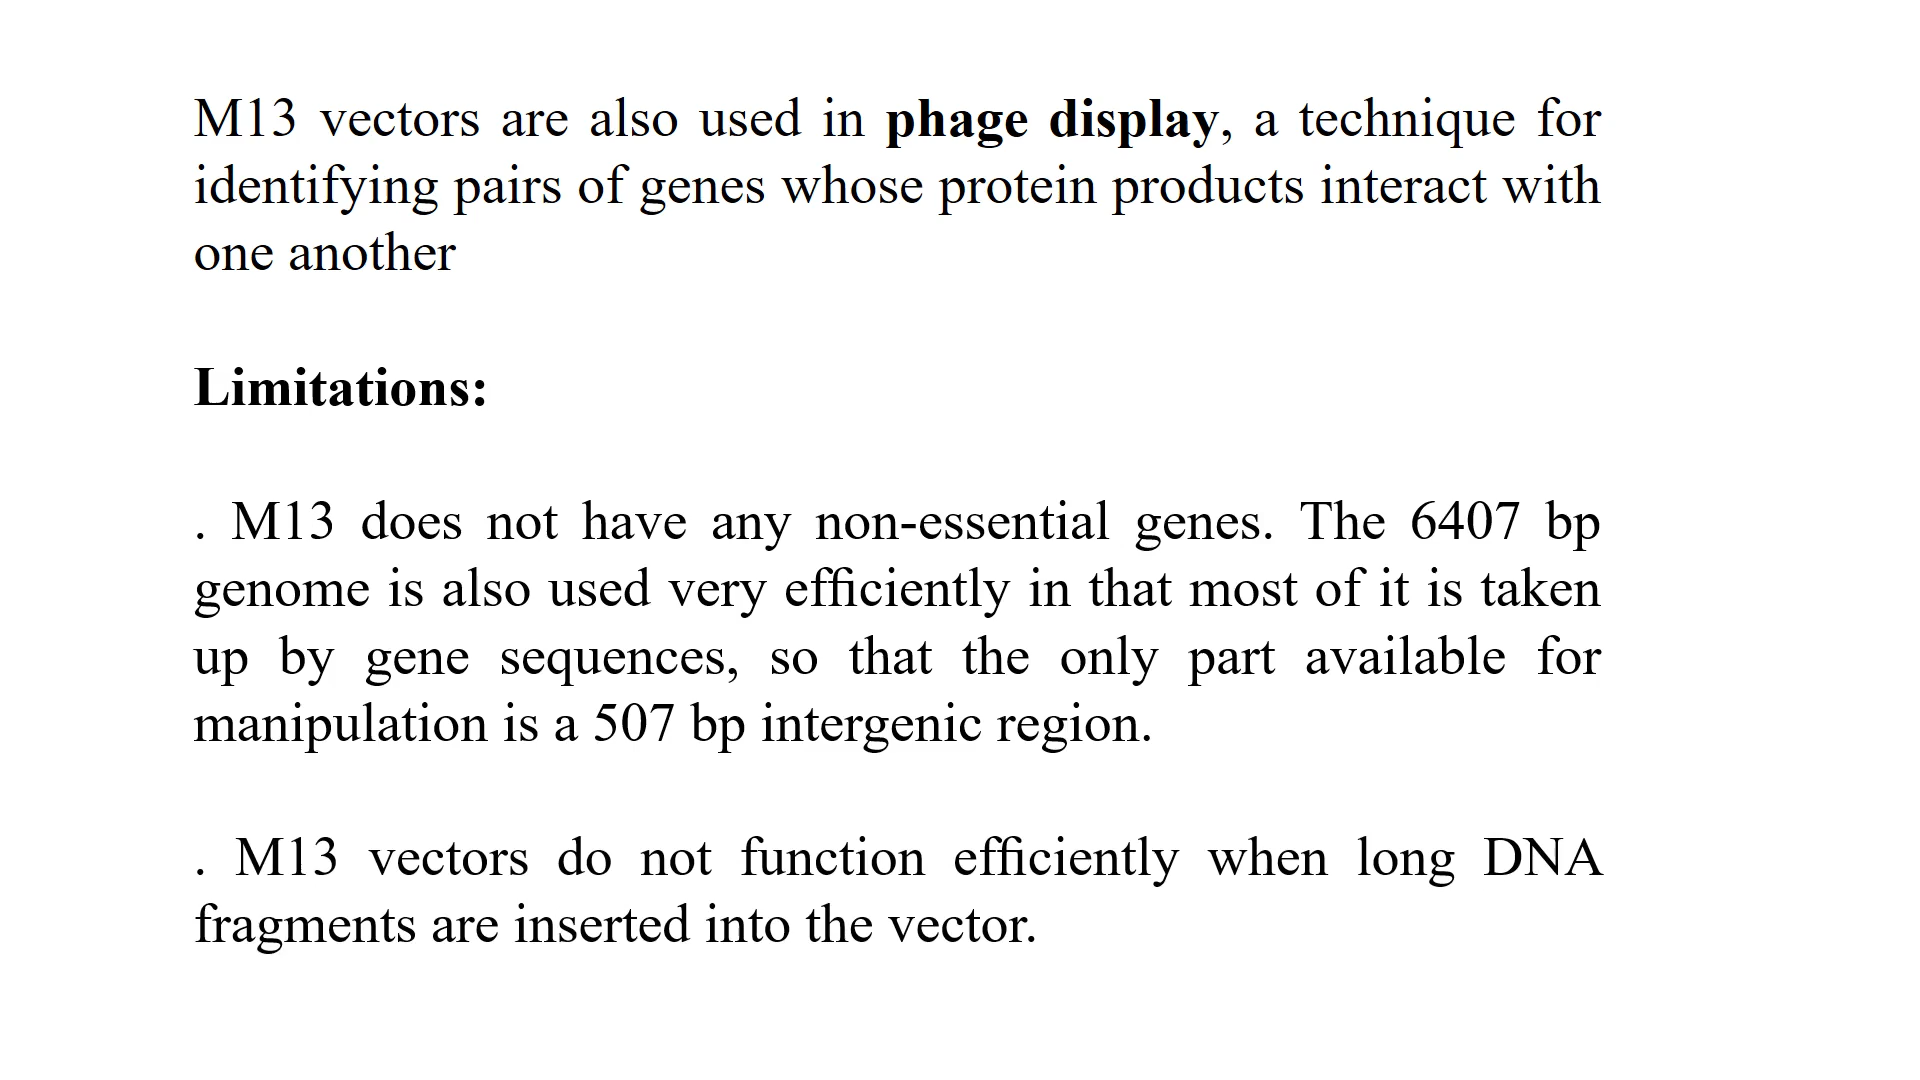 M13 vectors are also used in phage display, a technique for
identifying pairs of genes whose protein products interact with
one another
Limitations:
. M13 does not have any non-essential genes. The 6407 bp
genome is also used very efficiently in that most of it is taken
up by gene sequences, so that the only part available for
manipulation is a 507 bp intergenic region.
. M13 vectors do not function efficiently when long DNA
fragments are inserted into the vector.